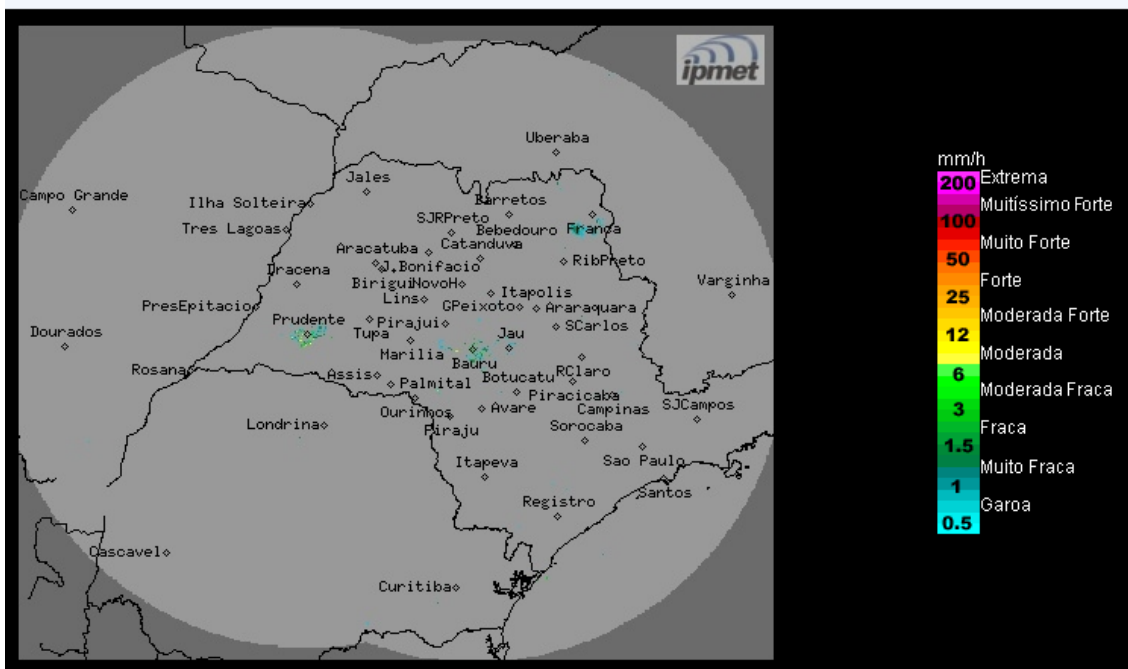 ipmet
Uberaba
Campo Grande
Jales
Ilha Solteira
Barretos
SJRPreto
Tres Lagoas
Bebedouro
Franca
Catanduva
Aracatuba
J.Bonifacio
RibPreto
Dracena
Birigui
NovoH
Varginha
Lins
Itapolis
PresEpitacio
GPeixoto
Araraquara
Prudente
Pirajui
SCarlos
Dourados
Tupa
Jau
Marilia
Bauru
Rosana
Assis
Botucatu
RClaro
Palmital
Piracicaba
Ourinhos
Avare
Campinas
SJCampos
Londrina
Piraju
Sorocaba
Itapeva
Sao Paulo
Santos
Registro
Cascavel
Curitiba
mm/h
200 Extrema
Muitíssimo Forte
100
Muito Forte
50
Forte
25
Moderada Forte
12
Moderada
6
Moderada Fraca
3
Fraca
1.5
Muito Fraca
1
Garoa
0.5